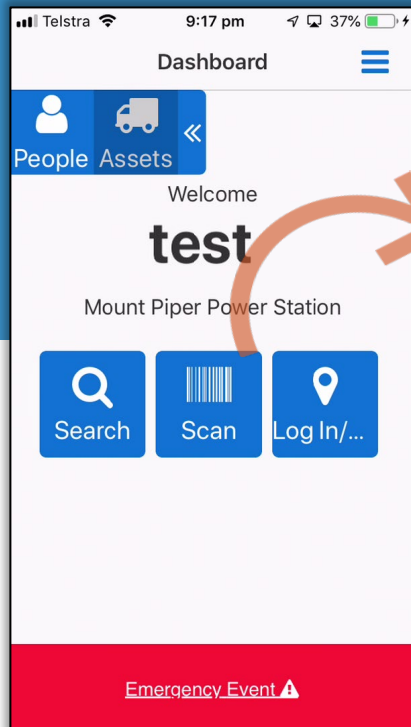 Telstra 9:17 pm 37%
Dashboard
People Assets
Welcome
test
Mount Piper Power Station
Search Scan Log In/...
Emergency Event